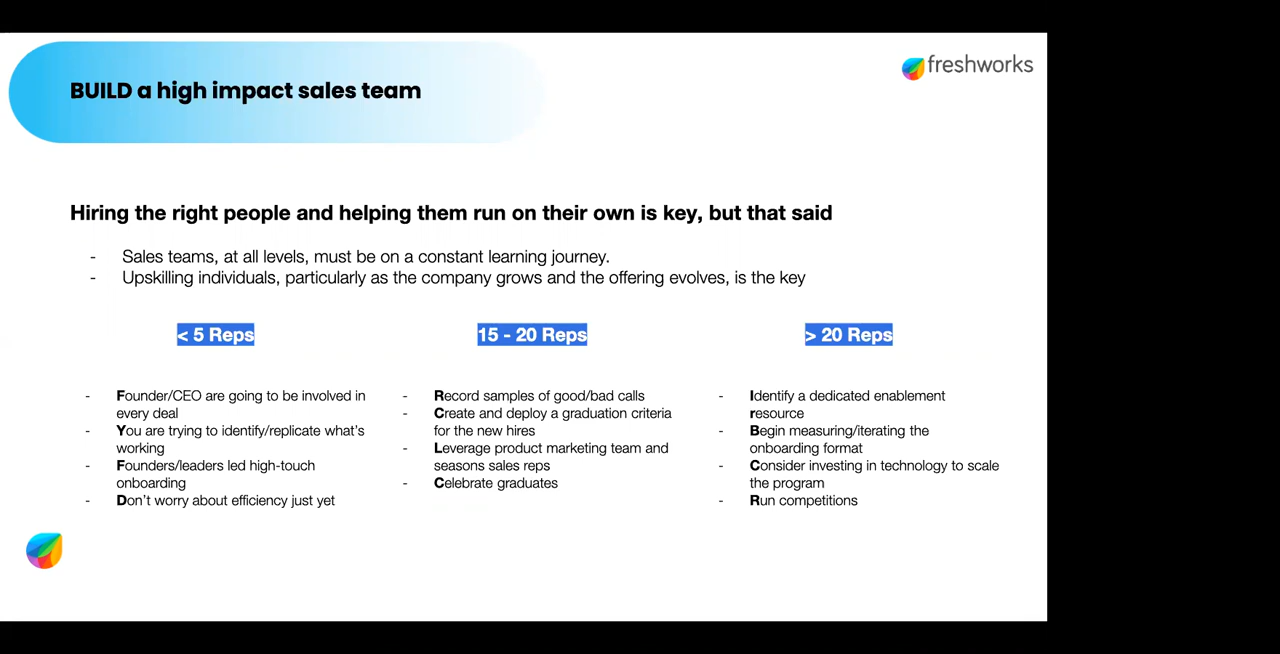 BUILD a high impact sales team
freshworks
Hiring the right people and helping them run on their own is key, but that said
- Sales teams, at all levels, must be on a constant learning journey.
- Upskilling individuals, particularly as the company grows and the offering evolves, is the key
< 5 Reps
- Founder/CEO are going to be involved in
every deal
- You are trying to identify/replicate what's
working
- Founders/leaders led high-touch
onboarding
- Don't worry about efficiency just yet
15 - 20 Reps
- Record samples of good/bad calls
- Create and deploy a graduation criteria
for the new hires
- Leverage product marketing team and
seasons sales reps
- Celebrate graduates
> 20 Reps
- Identify a dedicated enablement
resource
- Begin measuring/iterating the
onboarding format
- Consider investing in technology to scale
the program
- Run competitions